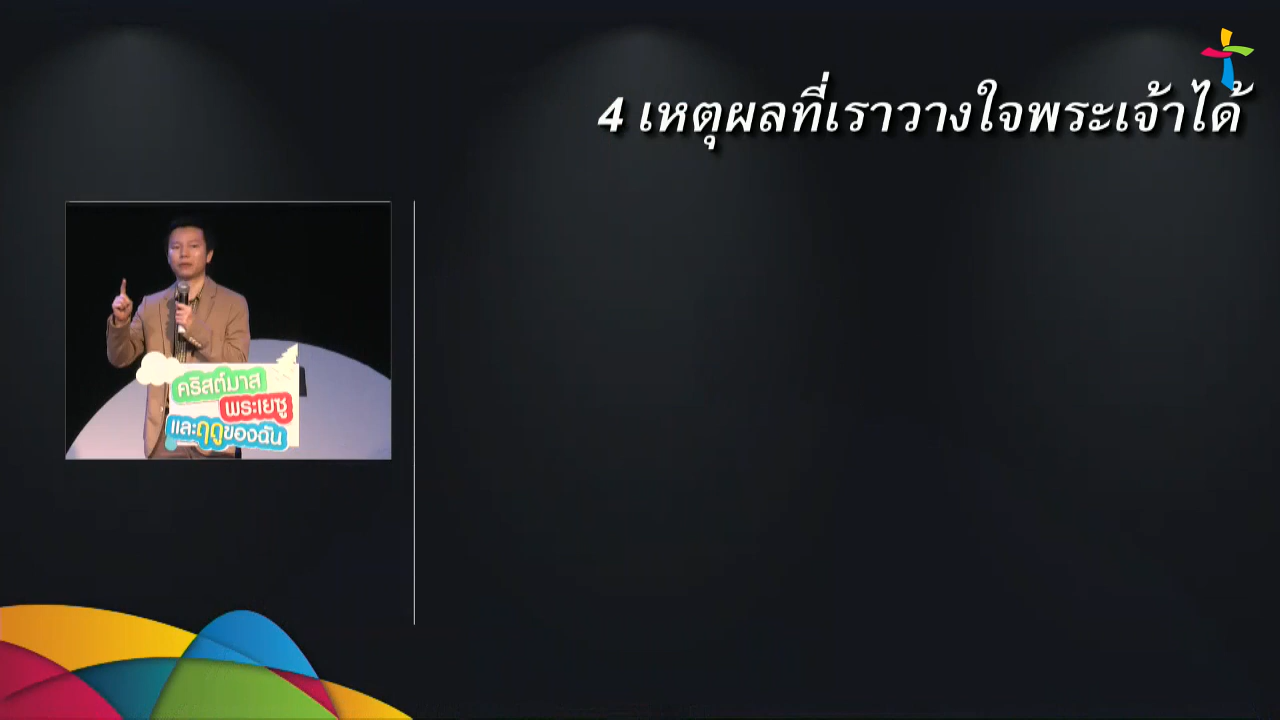 4 เหตุผลที่เราวางใจพระเจ้าได้
คริสต์มาส
พระเยซู
และฤดูของฉัน